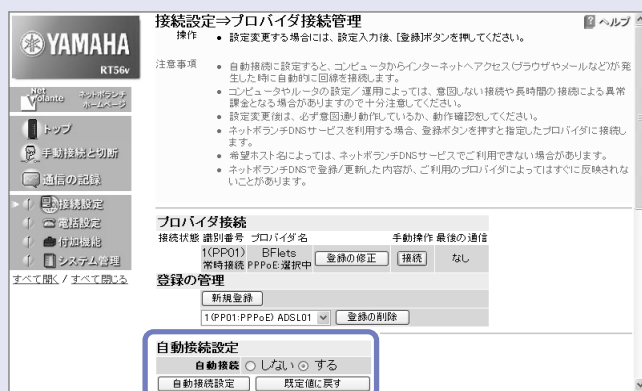 YAMAHA
RT56v
Net Volante ネットボランチ
ホームページ
トップ
手動接続と切断
通信の記録
接続設定
電話設定
付加機能
システム管理
すべて開く / すべて閉じる
接続設定⇒プロバイダ接続管理
ヘルプ
操作
• 設定変更する場合には、設定入力後、[登録]ボタンを押してください。
注意事項
• 自動接続に設定すると、コンピュータからインターネットへアクセス(ブラウザやメールなど)が発
生した時に自動的に回線を接続します。
• コンピュータやルータの設定／運用によっては、意図しない接続や長時間の接続による異常
課金となる場合がありますので十分注意してください。
• 設定変更後は、必ず意図通り動作しているか、動作確認をしてください。
• ネットボランチDNSサービスを利用する場合、登録ボタンを押すと指定したプロバイダに接続し
ます。
• 希望ホスト名によっては、ネットボランチDNSサービスでご利用できない場合があります。
• ネットボランチDNSで登録/更新した内容が、ご利用のプロバイダによってはすぐに反映されな
いことがあります。
プロバイダ接続
接続状態 識別番号 プロバイダ名 手動操作 最後の通信
1(PP01) BFlets 登録の修正 接続 なし
常時接続 PPPoE:選択中
登録の管理
新規登録
1(PP01:PPPoE) ADSL01 登録の削除
自動接続設定
自動接続 しない する
自動接続設定 既定値に戻す